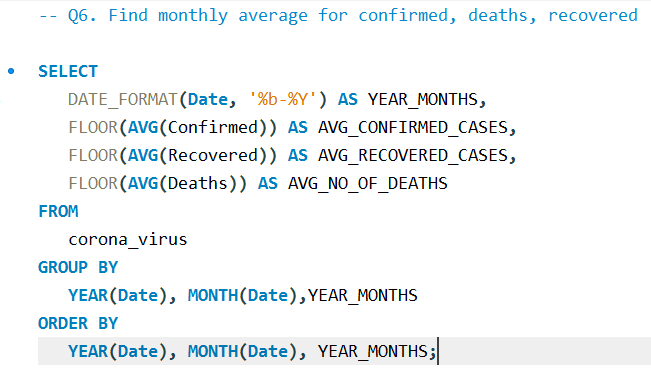 -- Q6. Find monthly average for confirmed, deaths, recovered
SELECT
DATE_FORMAT(Date, '%b-%Y') AS YEAR_MONTHS,
FLOOR(AVG(Confirmed)) AS AVG_CONFIRMED_CASES,
FLOOR(AVG(Recovered)) AS AVG_RECOVERED_CASES,
FLOOR(AVG(Deaths)) AS AVG_NO_OF_DEATHS
FROM
corona_virus
GROUP BY
YEAR(Date), MONTH(Date),YEAR_MONTHS
ORDER BY
YEAR(Date), MONTH(Date), YEAR_MONTHS;